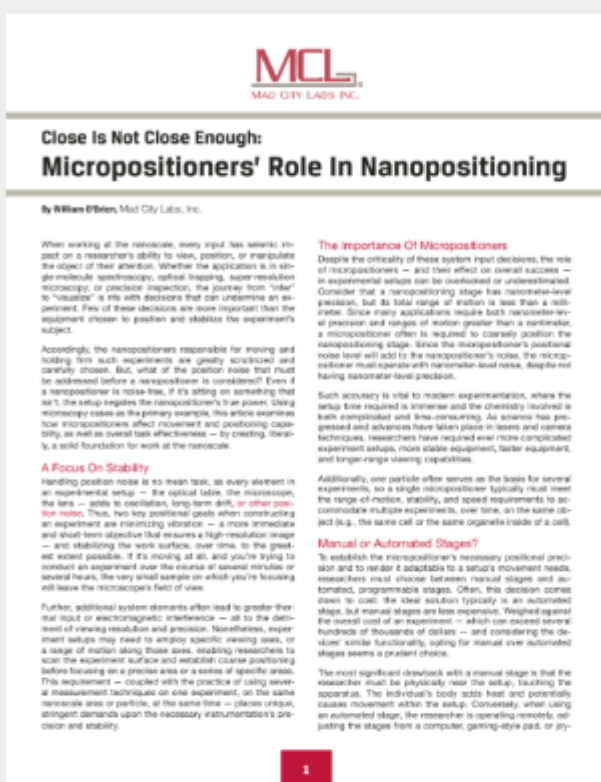 MCL
MAD CITY LABS INC.
Close Is Not Close Enough:
Micropositioners' Role In Nanopositioning
By William O'Brien, Mad City Labs, Inc.
When working at the nanoscale, every input has seismic im-
pact on a researcher's ability to view, position, or manipulate
the object of their attention. Whether the application is in sin-
gle-molecule spectroscopy, optical trapping, super-resolution
microscopy, or precision inspection, the journey from "infer"
to "visualize" is rife with decisions that can undermine an ex-
periment. Few of these decisions are more important than the
equipment chosen to position and stabilize the experiment's
subject.
Accordingly, the nanopositioners responsible for moving and
holding firm such experiments are greatly scrutinized and
carefully chosen. But, what of the position noise that must
be addressed before a nanopositioner is considered? Even if
a nanopositioner is noise-free, if it's sitting on something that
isn't, the setup negates the nanopositioner's true power. Using
microscopy cases as the primary example, this article examines
how micropositioners affect movement and positioning capa-
bility, as well as overall task effectiveness — by creating, literal-
ly, a solid foundation for work at the nanoscale.
A Focus On Stability
Handling position noise is no mean task, as every element in
an experimental setup — the optical table, the microscope,
the lens — adds to oscillation, long-term drift, or other posi-
tion noise. Thus, two key positional goals when constructing
an experiment are minimizing vibration — a more immediate
and short-term objective that ensures a high-resolution image
— and stabilizing the work surface, over time, to the great-
est extent possible. If it's moving at all, and you're trying to
conduct an experiment over the course of several minutes or
several hours, the very small sample on which you're focusing
will leave the microscope's field of view.
Further, additional system elements often lead to greater ther-
mal input or electromagnetic interference — all to the detri-
ment of viewing resolution and precision. Nonetheless, exper-
iment setups may need to employ specific viewing axes, or
a range of motion along those axes, enabling researchers to
scan the experiment surface and establish coarse positioning
before focusing on a precise area or a series of specific areas.
This requirement — coupled with the practice of using sever-
al measurement techniques on one experiment, on the same
nanoscale area or particle, at the same time — places unique,
stringent demands upon the necessary instrumentation's pre-
cision and stability.
The Importance Of Micropositioners
Despite the criticality of these system input decisions, the role
of micropositioners — and their effect on overall success —
in experimental setups can be overlooked or underestimated.
Consider that a nanopositioning stage has nanometer-level
precision, but its total range of motion is less than a milli-
meter. Since many applications require both nanometer-lev-
el precision and ranges of motion greater than a centimeter,
a micropositioner often is required to coarsely position the
nanopositioning stage. Since the micropositioner's positional
noise level will add to the nanopositioner's noise, the microp-
ositioner must operate with nanometer-level noise, despite not
having nanometer-level precision.
Such accuracy is vital to modern experimentation, where the
setup time required is immense and the chemistry involved is
both complicated and time-consuming. As science has pro-
gressed and advances have taken place in lasers and camera
techniques, researchers have required ever more complicated
experiment setups, more stable equipment, faster equipment,
and longer-range viewing capabilities.
Additionally, one particle often serves as the basis for several
experiments, so a single micropositioner typically must meet
the range-of-motion, stability, and speed requirements to ac-
commodate multiple experiments, over time, on the same ob-
ject (e.g., the same cell or the same organelle inside of a cell).
Manual or Automated Stages?
To establish the micropositioner's necessary positional preci-
sion and to render it adaptable to a setup's movement needs,
researchers must choose between manual stages and au-
tomated, programmable stages. Often, this decision comes
down to cost: the ideal solution typically is an automated
stage, but manual stages are less expensive. Weighed against
the overall cost of an experiment — which can exceed several
hundreds of thousands of dollars — and considering the de-
vices' similar functionality, opting for manual over automated
stages seems a prudent choice.
The most significant drawback with a manual stage is that the
researcher must be physically near the setup, touching the
apparatus. The individual's body adds heat and potentially
causes movement within the setup. Conversely, when using
an automated stage, the researcher is operating remotely, ad-
justing the stages from a computer, gaming-style pad, or joy-
1